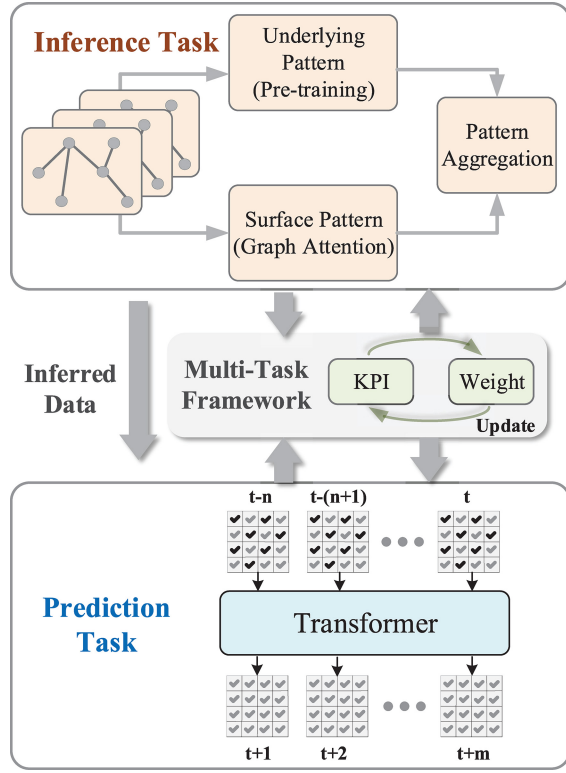 Inference Task
Underlying
Pattern
(Pre-training)
Pattern
Aggregation
Surface Pattern
(Graph Attention)
Inferred
Data
Multi-Task
Framework
KPI
Weight
Update
t-n
t-(n+1)
t
Prediction
Task
Transformer
t+1
t+2
t+m